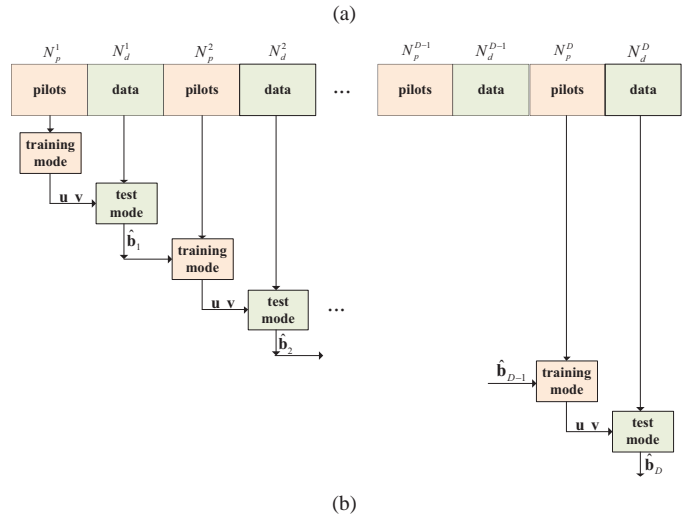 (a)
N_p^1 N_d^1 N_p^2 N_d^2 N_p^{D-1} N_d^{D-1} N_p^D N_d^D
pilots data pilots data ... pilots data pilots data
training
mode
u v
test
mode
b̂_1
training
mode
u v
test
mode
...
b̂_2
b̂_{D-1}
training
mode
u v
test
mode
b̂_D
(b)